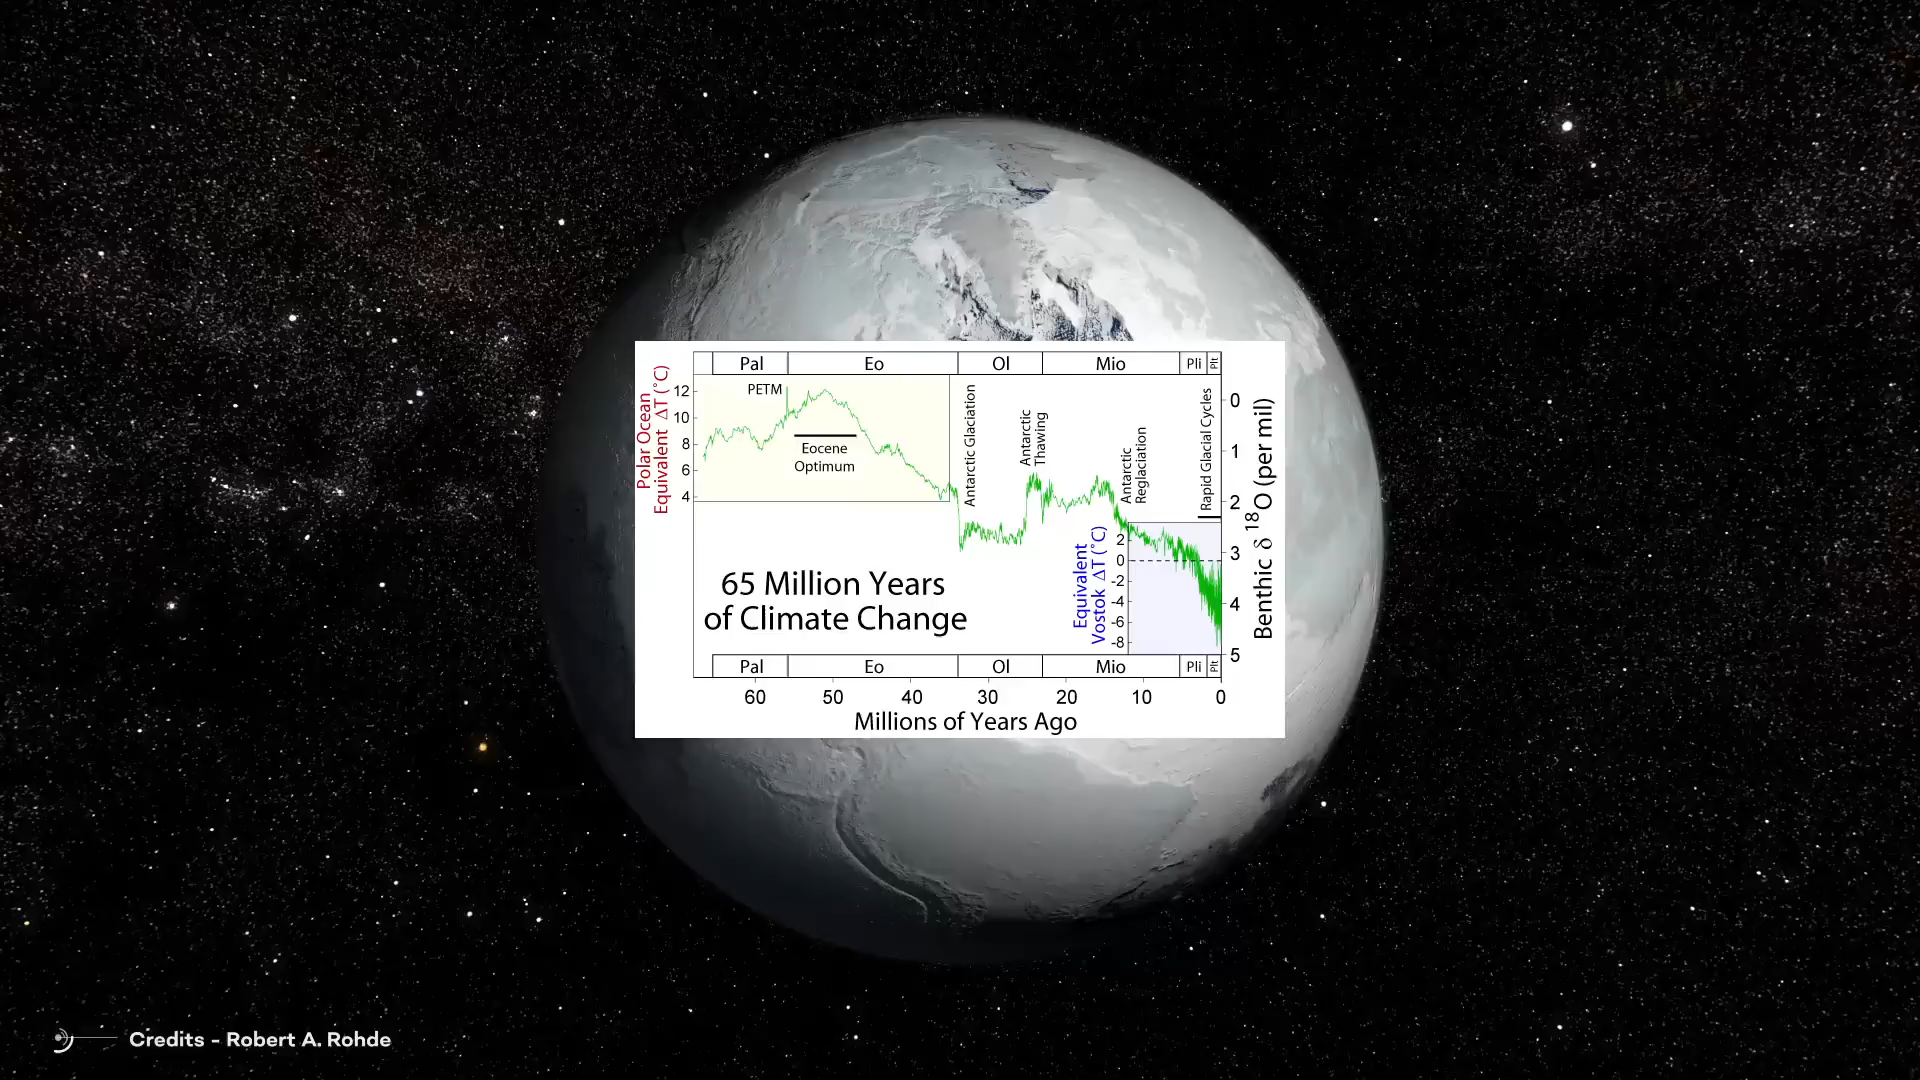 Pal Eo Ol Mio Pli Plt
Polar Ocean
Equivalent ΔT (°C)
12
10
8
6
4
PETM
Eocene
Optimum
Antarctic Glaciation
Antarctic
Thawing
Antarctic
Reglaciation
Rapid Glacial Cycles
0
1
2
3
4
5
Benthic δ 18O (per mil)
65 Million Years
of Climate Change
Equivalent
Vostok ΔT (°C)
2
0
-2
-4
-6
-8
Pal Eo Ol Mio Pli Plt
60 50 40 30 20 10 0
Millions of Years Ago
Credits - Robert A. Rohde